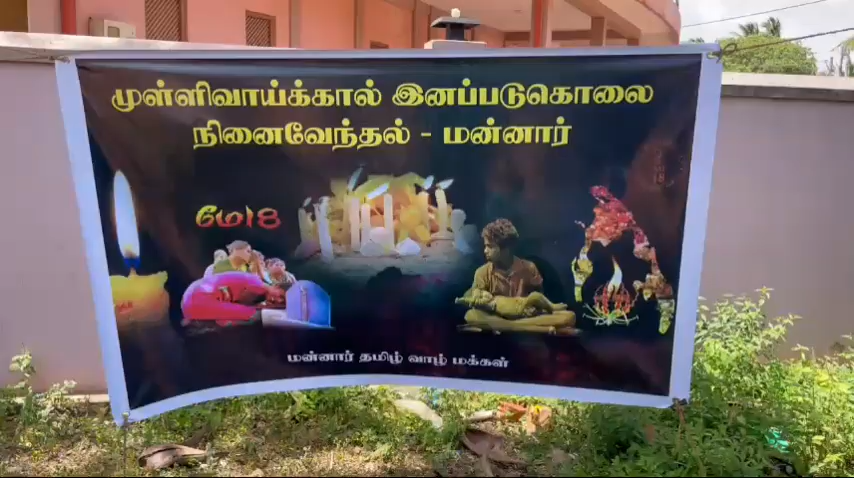 முள்ளிவாய்க்கால் இனப்படுகொலை
நினைவேந்தல் - மன்னார்
மே18
மன்னார் தமிழ் வாழ் மக்கள்